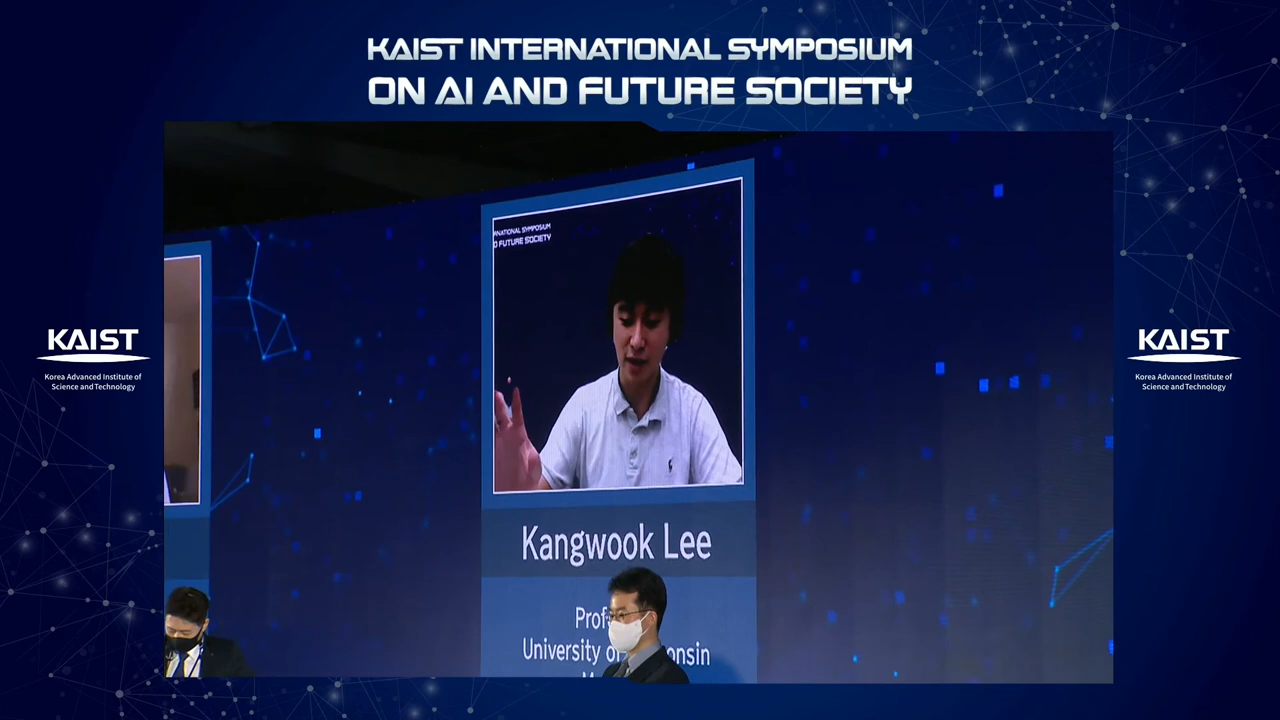 KAIST INTERNATIONAL SYMPOSIUM
ON AI AND FUTURE SOCIETY
NATIONAL SYMPOSIUM
D FUTURE SOCIETY
KAIST
Korea Advanced Institute of
Science and Technology
KAIST
Korea Advanced Institute of
Science and Technology
Kangwook Lee
Prof
University of onsin
M